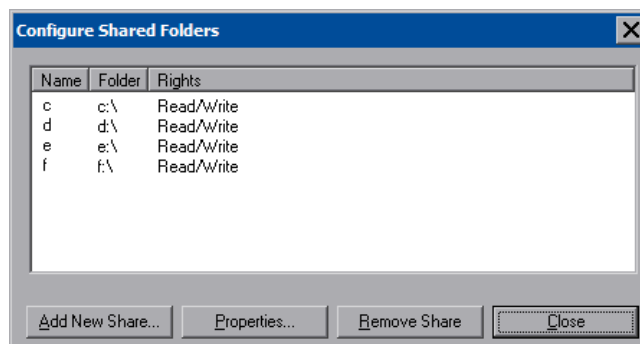 Configure Shared Folders
Name Folder Rights
c c:\ Read/Write
d d:\ Read/Write
e e:\ Read/Write
f f:\ Read/Write
Add New Share... Properties... Remove Share Close